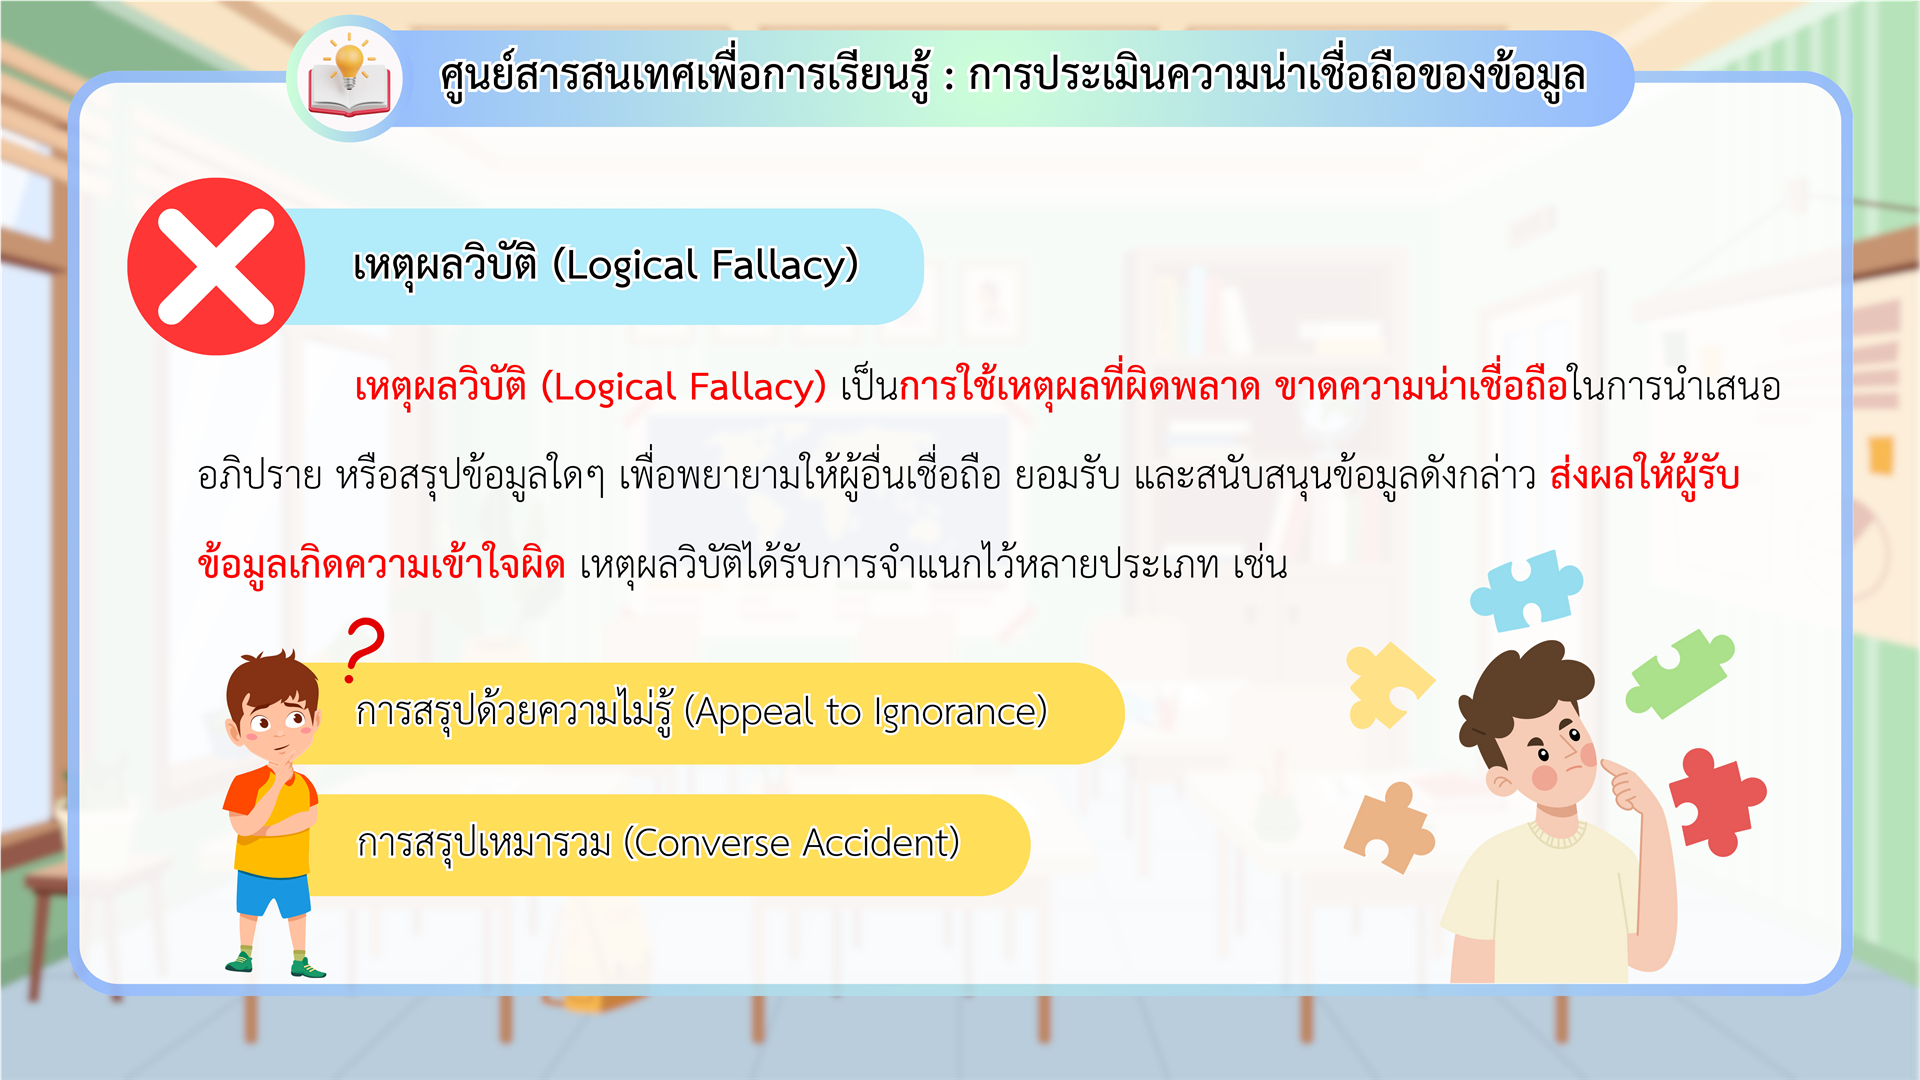 ศูนย์สารสนเทศเพื่อการเรียนรู้ : การประเมินความน่าเชื่อถือของข้อมูล
เหตุผลวิบัติ (Logical Fallacy)
เหตุผลวิบัติ (Logical Fallacy) เป็นการใช้เหตุผลที่ผิดพลาด ขาดความน่าเชื่อถือในการนำเสนอ
อภิปราย หรือสรุปข้อมูลใดๆ เพื่อพยายามให้ผู้อื่นเชื่อถือ ยอมรับ และสนับสนุนข้อมูลดังกล่าว ส่งผลให้ผู้รับ
ข้อมูลเกิดความเข้าใจผิด เหตุผลวิบัติได้รับการจำแนกไว้หลายประเภท เช่น
?
การสรุปด้วยความไม่รู้ (Appeal to Ignorance)
การสรุปเหมารวม (Converse Accident)